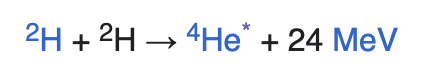 ²H + ²H → ⁴He* + 24 MeV